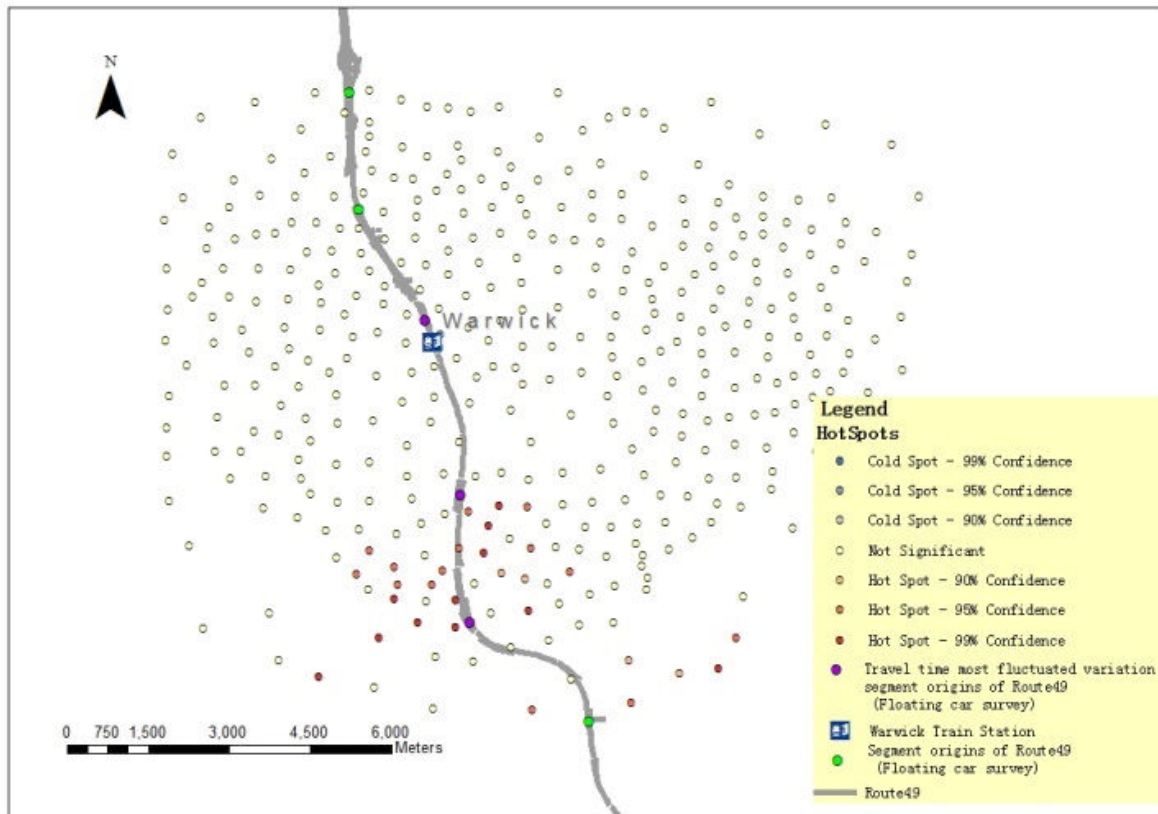 N
Warwick
0 750 1,500 3,000 4,500 6,000
Meters
Legend
HotSpots
Cold Spot - 99% Confidence
Cold Spot - 95% Confidence
Cold Spot - 90% Confidence
Not Significant
Hot Spot - 90% Confidence
Hot Spot - 95% Confidence
Hot Spot - 99% Confidence
Travel time most fluctuated variation
segment origins of Route49
(Floating car survey)
Warwick Train Station
Segment origins of Route49
(Floating car survey)
Route49